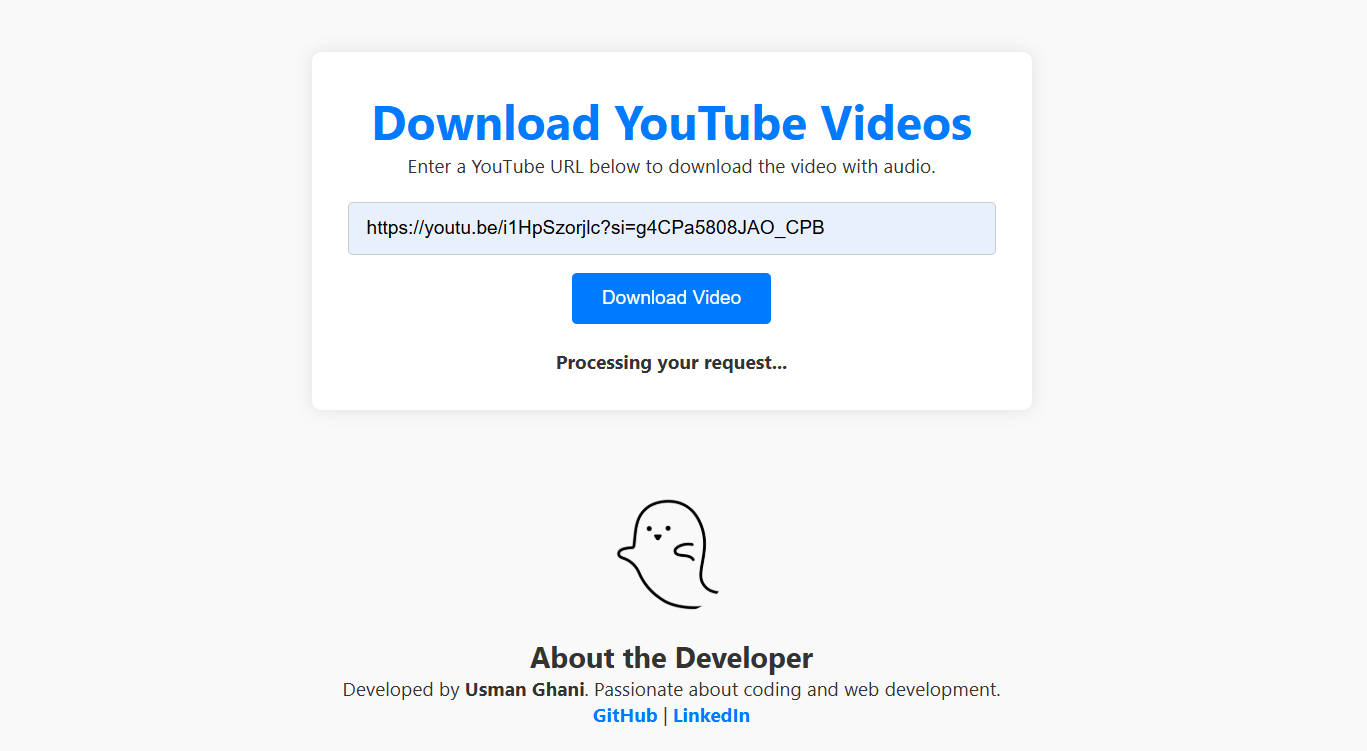 Download YouTube Videos
Enter a YouTube URL below to download the video with audio.
https://youtu.be/i1HpSzorjlc?si=g4CPa5808JAO_CPB
Download Video
Processing your request...
About the Developer
Developed by Usman Ghani. Passionate about coding and web development.
GitHub | LinkedIn